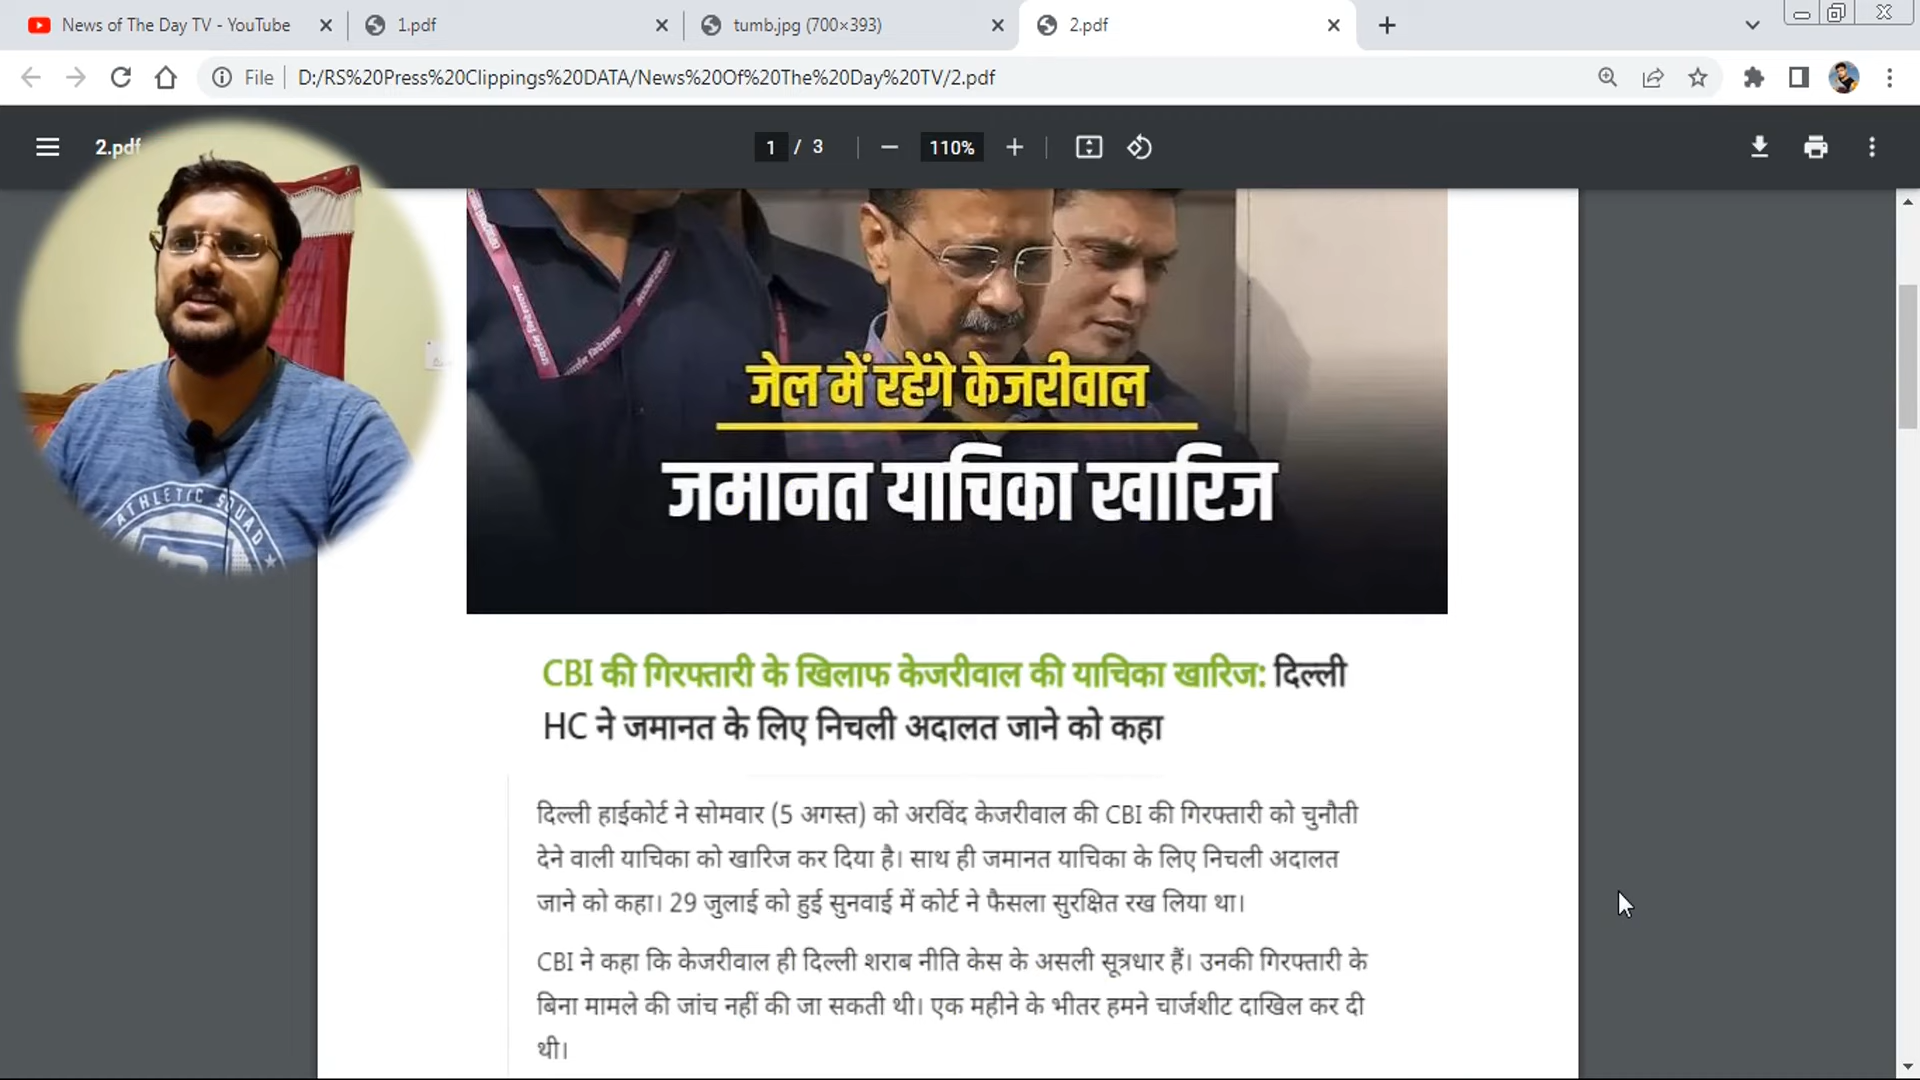 News of The Day TV - YouTube
1.pdf
tumb.jpg (700×393)
2.pdf
File
D:/RS%20Press%20Clippings%20DATA/News%20Of%20The%20Day%20TV/2.pdf
2.pdf
1 / 3
110%
ATHLETIC SQUAD
जेल में रहेंगे केजरीवाल
जमानत याचिका खारिज
CBI की गिरफ्तारी के खिलाफ केजरीवाल की याचिका खारिज: दिल्ली
HC ने जमानत के लिए निचली अदालत जाने को कहा
दिल्ली हाईकोर्ट ने सोमवार (5 अगस्त) को अरविंद केजरीवाल की CBI की गिरफ्तारी को चुनौती
देने वाली याचिका को खारिज कर दिया है। साथ ही जमानत याचिका के लिए निचली अदालत
जाने को कहा। 29 जुलाई को हुई सुनवाई में कोर्ट ने फैसला सुरक्षित रख लिया था।
CBI ने कहा कि केजरीवाल ही दिल्ली शराब नीति केस के असली सूत्रधार हैं। उनकी गिरफ्तारी के
बिना मामले की जांच नहीं की जा सकती थी। एक महीने के भीतर हमने चार्जशीट दाखिल कर दी
थी।